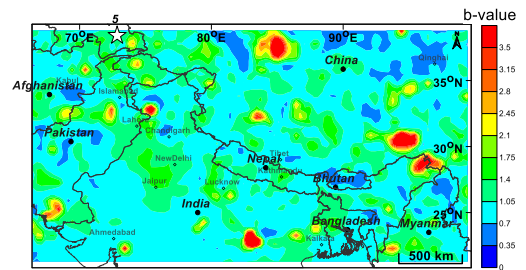 b-value
5
70°E
80°E
90°E
N
3.5
3.15
2.8
2.45
2.1
1.75
1.4
1.05
0.7
0.35
0
China
Qinghai
Kabul
Afghanistan
Islamabad
35°N
Lahore
Pakistan
Chandigarh
30°N
NewDelhi
Nepal
Tibet
Kathmandu
Jaipur
Lucknow
Bhutan
India
25°N
Bangladesh
Myanmar
Ahmedabad
Kalkata
500 km